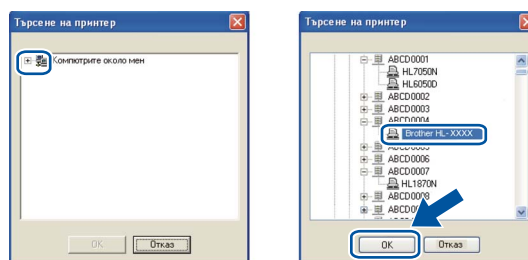 Търсене на принтер
Компютрите около мен
OK
Отказ
Търсене на принтер
ABCD0001
HL7050N
HL6050D
ABCD0002
ABCD0003
ABCD0004
Brother HL-XXXX
ABCD0005
ABCD0006
ABCD0007
HL1870N
ABCD0008
OK
Отказ